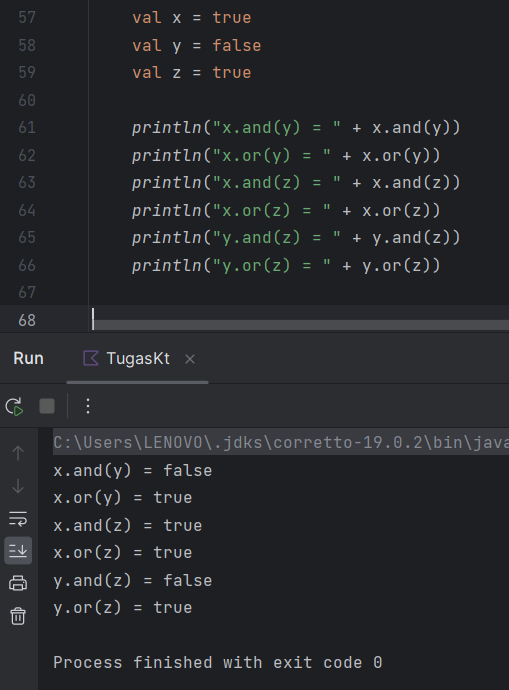 57 val x = true
58 val y = false
59 val z = true
60
61 println("x.and(y) = " + x.and(y))
62 println("x.or(y) = " + x.or(y))
63 println("x.and(z) = " + x.and(z))
64 println("x.or(z) = " + x.or(z))
65 println("y.and(z) = " + y.and(z))
66 println("y.or(z) = " + y.or(z))
67
68
Run TugasKt
C:\Users\LENOVO\.jdks\corretto-19.0.2\bin\java
x.and(y) = false
x.or(y) = true
x.and(z) = true
x.or(z) = true
y.and(z) = false
y.or(z) = true
Process finished with exit code 0